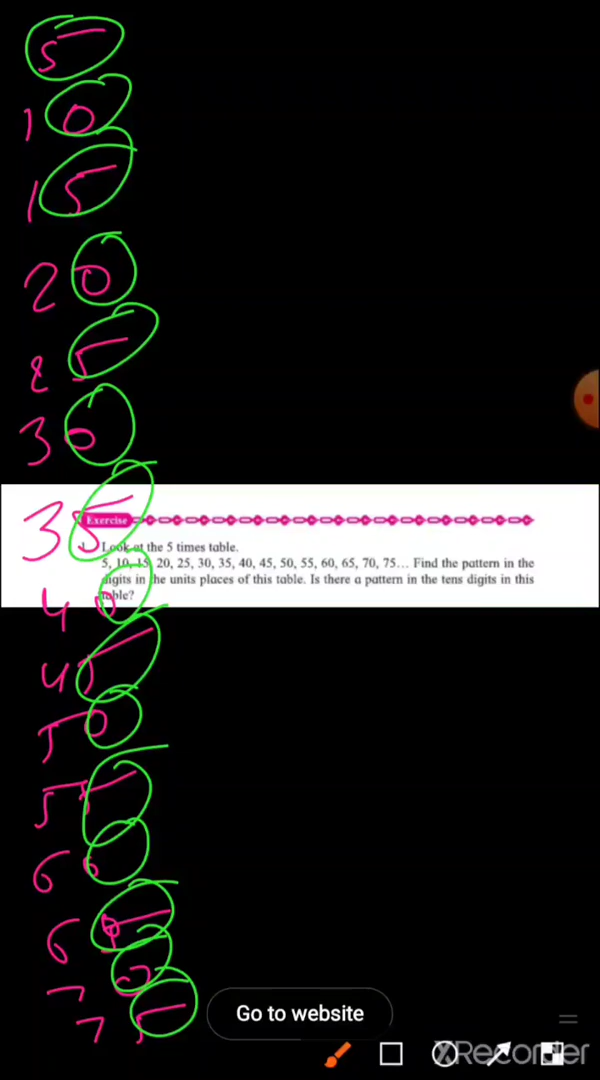 5
10
15
20
25
30
35
Exercise
Look at the 5 times table.
5, 10, 15, 20, 25, 30, 35, 40, 45, 50, 55, 60, 65, 70, 75... Find the pattern in the
digits in the units places of this table. Is there a pattern in the tens digits in this
table?
40
45
50
55
60
65
70
75
Go to website
XRecorder